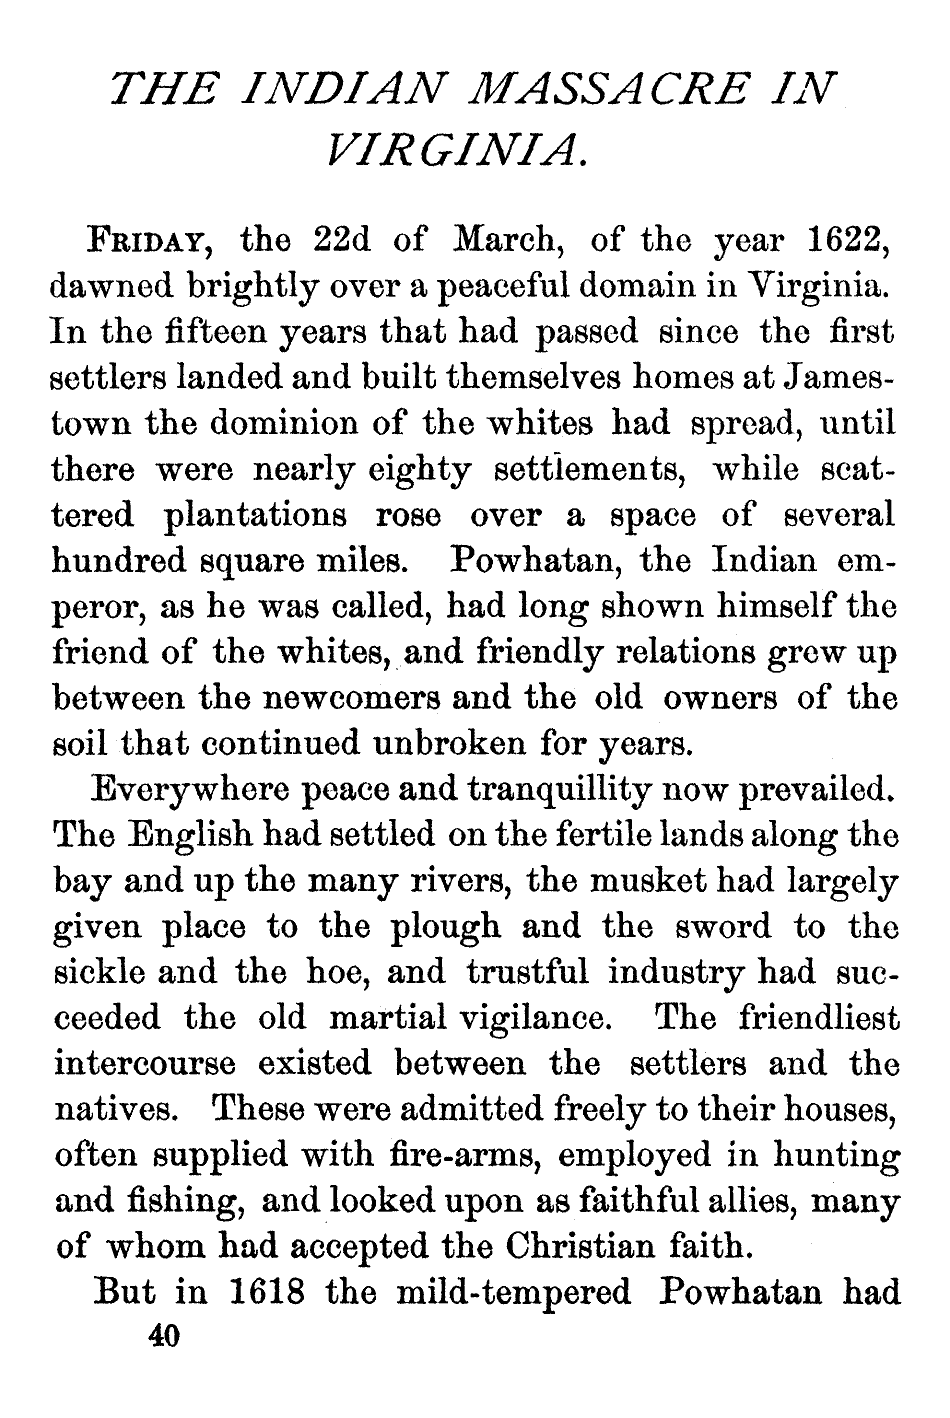 THE INDIAN MASSACRE IN
VIRGINIA.
FRIDAY, the 22d of March, of the year 1622,
dawned brightly over a peaceful domain in Virginia.
In the fifteen years that had passed since the first
settlers landed and built themselves homes at James-
town the dominion of the whites had spread, until
there were nearly eighty settlements, while scat-
tered plantations rose over a space of several
hundred square miles. Powhatan, the Indian em-
peror, as he was called, had long shown himself the
friend of the whites, and friendly relations grew up
between the newcomers and the old owners of the
soil that continued unbroken for years.
Everywhere peace and tranquillity now prevailed.
The English had settled on the fertile lands along the
bay and up the many rivers, the musket had largely
given place to the plough and the sword to the
sickle and the hoe, and trustful industry had suc-
ceeded the old martial vigilance. The friendliest
intercourse existed between the settlers and the
natives. These were admitted freely to their houses,
often supplied with fire-arms, employed in hunting
and fishing, and looked upon as faithful allies, many
of whom had accepted the Christian faith.
But in 1618 the mild-tempered Powhatan had
40